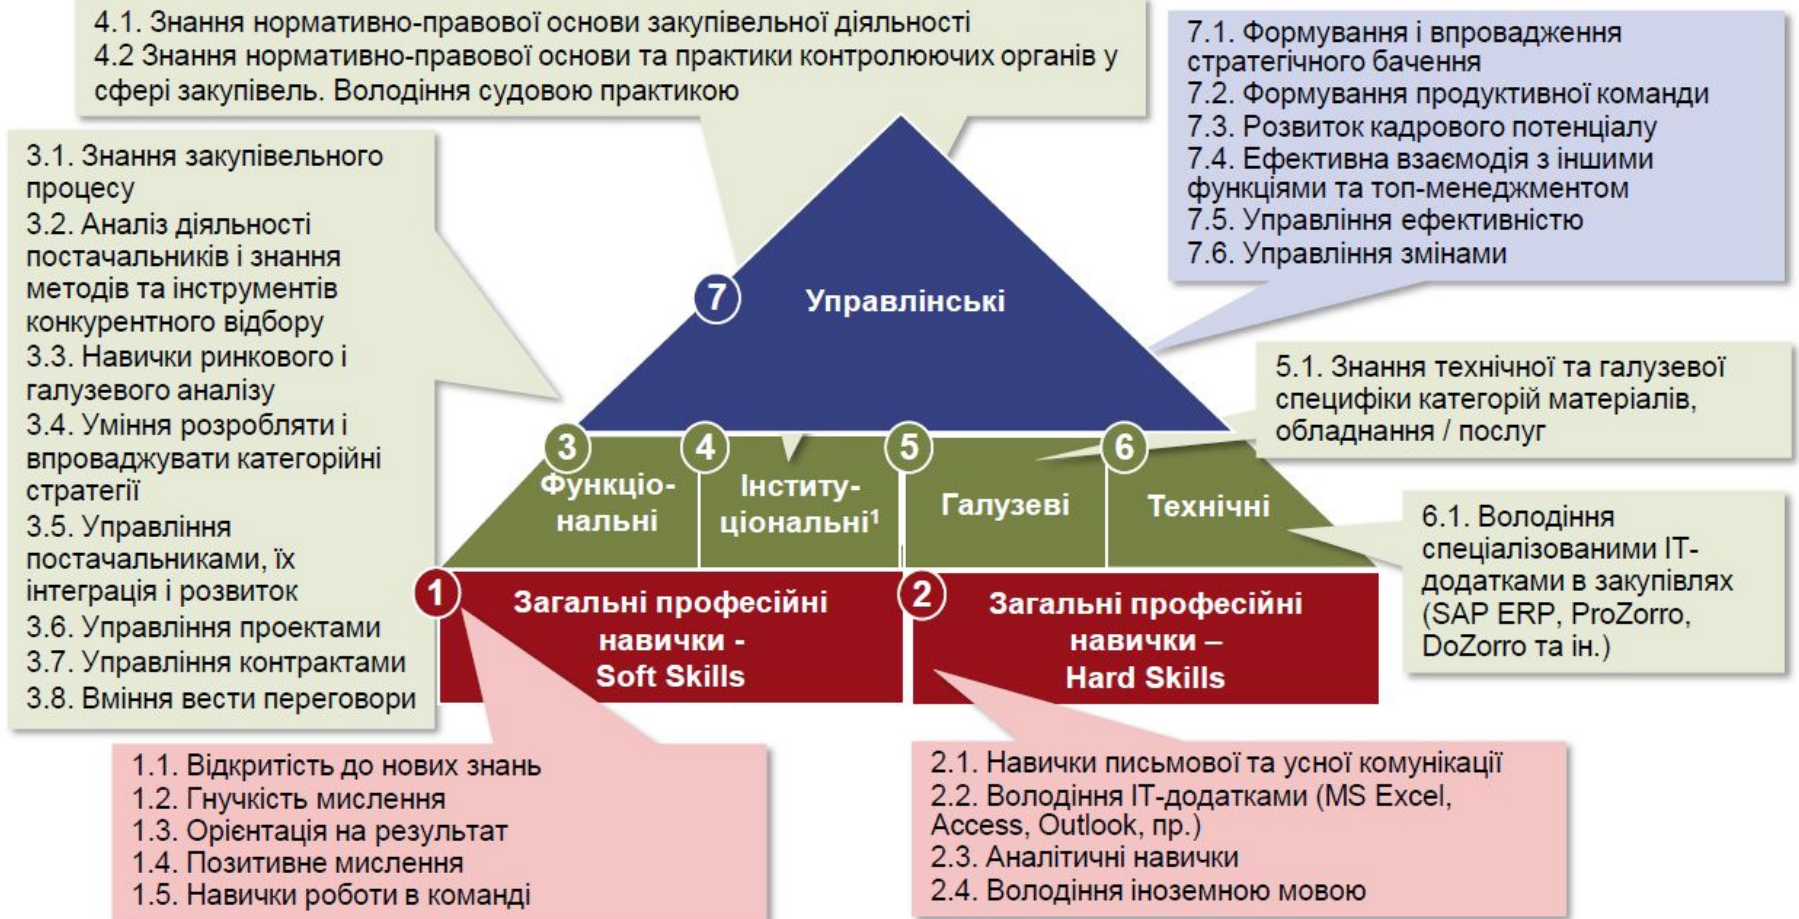 4.1. Знання нормативно-правової основи закупівельної діяльності
4.2 Знання нормативно-правової основи та практики контролюючих органів у
сфері закупівель. Володіння судовою практикою
7.1. Формування і впровадження
стратегічного бачення
7.2. Формування продуктивної команди
7.3. Розвиток кадрового потенціалу
7.4. Ефективна взаємодія з іншими
функціями та топ-менеджментом
7.5. Управління ефективністю
7.6. Управління змінами
3.1. Знання закупівельного
процесу
3.2. Аналіз діяльності
постачальників і знання
методів та інструментів
конкурентного відбору
3.3. Навички ринкового і
галузевого аналізу
3.4. Уміння розробляти і
впроваджувати категорійні
стратегії
3.5. Управління
постачальниками, їх
інтеграція і розвиток
3.6. Управління проектами
3.7. Управління контрактами
3.8. Вміння вести переговори
7
Управлінські
5.1. Знання технічної та галузевої
специфіки категорій матеріалів,
обладнання / послуг
3
Функціо-
нальні
4
Институ-
ціональні¹
5
Галузеві
6
Технічні
6.1. Володіння
спеціалізованими ІТ-
додатками в закупівлях
(SAP ERP, ProZorro,
DoZorro та ін.)
1
Загальні професійні
навички -
Soft Skills
2
Загальні професійні
навички –
Hard Skills
1.1. Відкритість до нових знань
1.2. Гнучкість мислення
1.3. Орієнтація на результат
1.4. Позитивне мислення
1.5. Навички роботи в команді
2.1. Навички письмової та усної комунікації
2.2. Володіння ІТ-додатками (MS Excel,
Access, Outlook, пр.)
2.3. Аналітичні навички
2.4. Володіння іноземною мовою